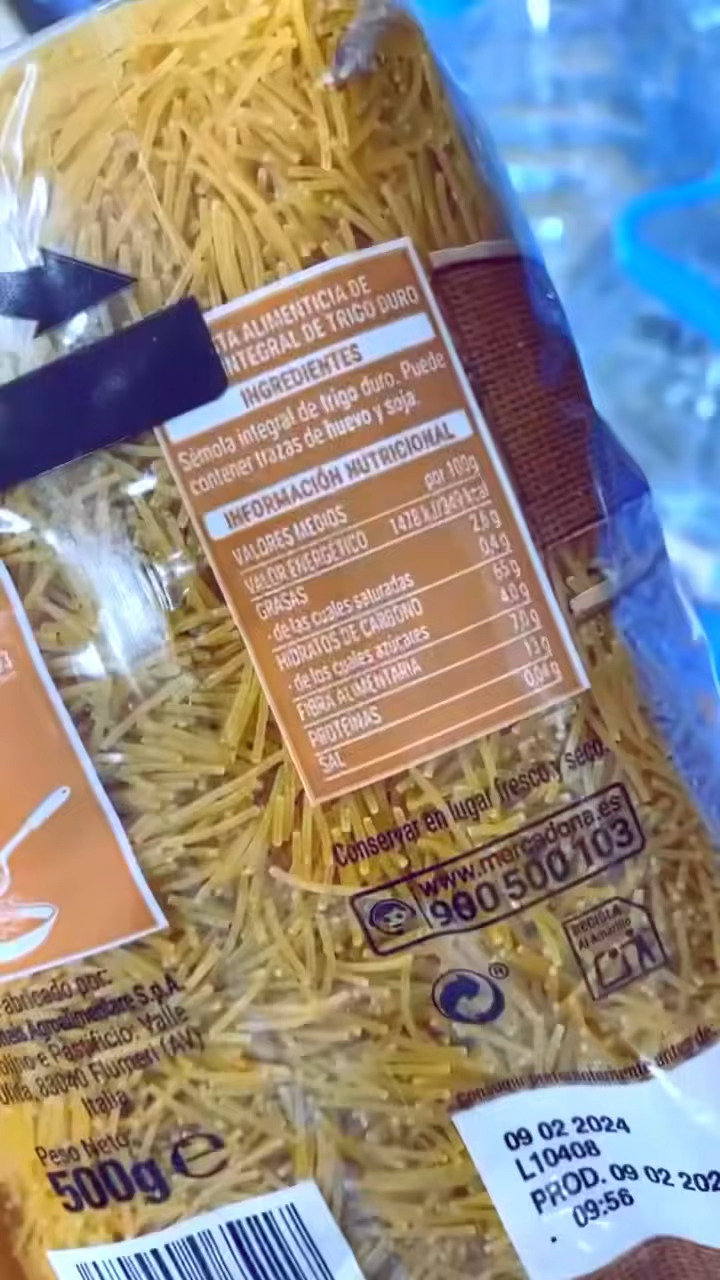 TA ALIMENTICIA DE
NTEGRAL DE TRIGO DURO
INGREDIENTES
Sémola integral de trigo duro. Puede
contener trazas de huevo y soja.
INFORMACIÓN NUTRICIONAL
VALORES MEDIOS por 100g
VALOR ENERGÉTICO 1478 kJ/349 kcal
GRASAS 2,6 g
- de las cuales saturadas 0,4 g
HIDRATOS DE CARBONO 65 g
- de los cuales azúcares 4,0 g
FIBRA ALIMENTARIA 7,0 g
PROTEÍNAS 13 g
SAL 0,04 g
Conservar en lugar fresco y seco.
www.mercadona.es
900 500 103
RECICLA
Al Amarillo
®
abricado por:
Agroalimentare S.p.A.
e Pastificio: Valle
Ufita, 83040 Flumeri (AV)
Italia
Peso Neto:
500g e
Consumir preferentemente antes de:
09 02 2024
L10408
PROD. 09 02 202
09:56